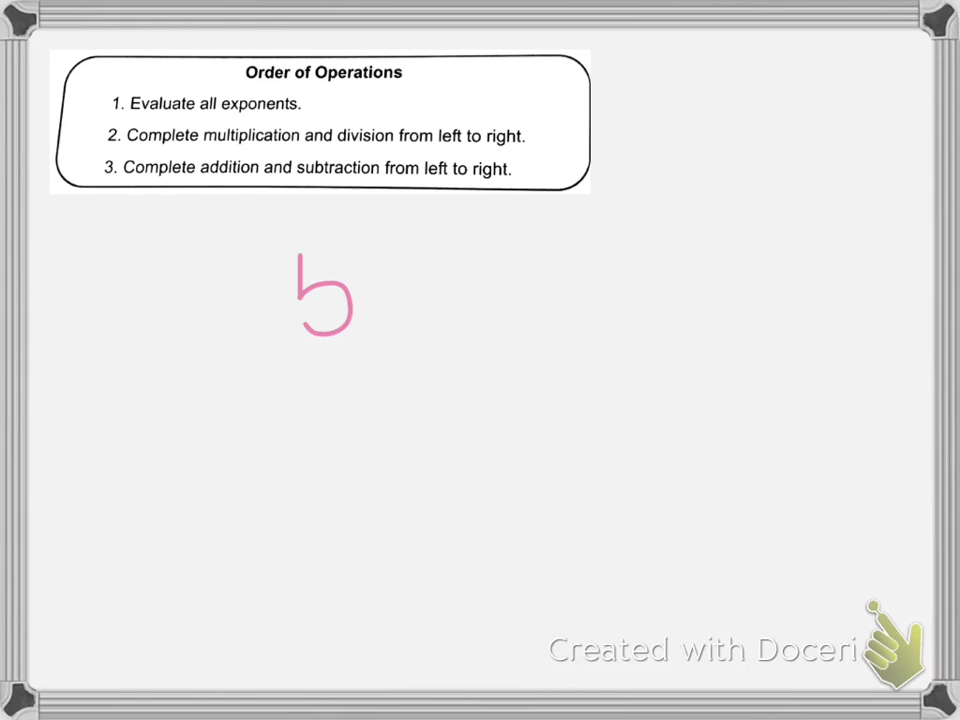 Order of Operations
1. Evaluate all exponents.
2. Complete multiplication and division from left to right.
3. Complete addition and subtraction from left to right.
5
Created with Doceri